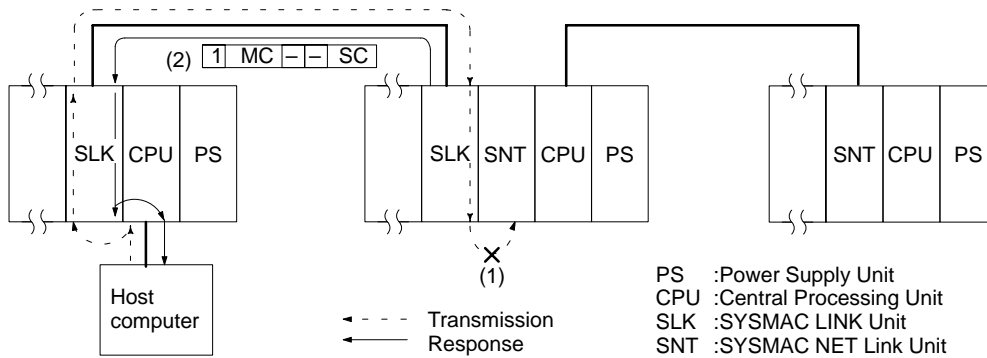 (2) 1 MC – – SC
SLK CPU PS
SLK SNT CPU PS
SNT CPU PS
(1)
Host
computer
Transmission
Response
PS :Power Supply Unit
CPU :Central Processing Unit
SLK :SYSMAC LINK Unit
SNT :SYSMAC NET Link Unit